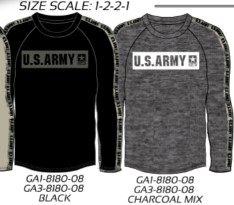 SIZE SCALE: 1-2-2-1
U.S.ARMY
U.S.ARMY
GA1-8180-08
GA3-8180-08
BLACK
GA1-8180-08
GA3-8180-08
CHARCOAL MIX